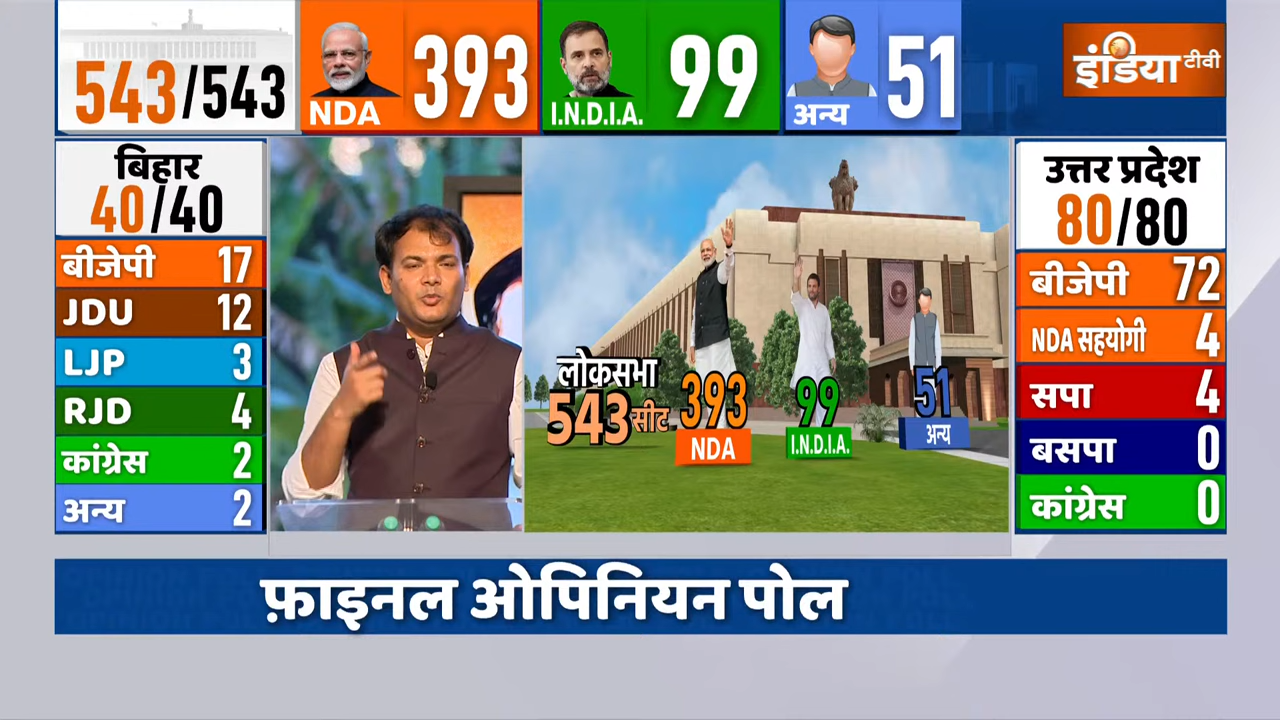 543/543
NDA 393
I.N.D.I.A. 99
अन्य 51
इंडिया टीवी
बिहार
40/40
बीजेपी 17
JDU 12
LJP 3
RJD 4
कांग्रेस 2
अन्य 2
लोकसभा
543 सीट
393
NDA
99
I.N.D.I.A.
51
अन्य
उत्तर प्रदेश
80/80
बीजेपी 72
NDA सहयोगी 4
सपा 4
बसपा 0
कांग्रेस 0
फ़ाइनल ओपिनियन पोल